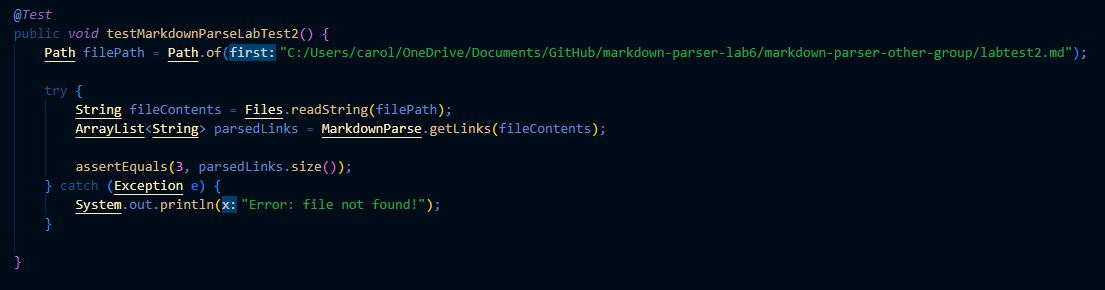 @Test
public void testMarkdownParseLabTest2() {
    Path filePath = Path.of(first: "C:/Users/carol/OneDrive/Documents/GitHub/markdown-parser-lab6/markdown-parser-other-group/labtest2.md");
    try {
        String fileContents = Files.readString(filePath);
        ArrayList<String> parsedLinks = MarkdownParse.getLinks(fileContents);
        assertEquals(3, parsedLinks.size());
    } catch (Exception e) {
        System.out.println(x: "Error: file not found!");
    }
}